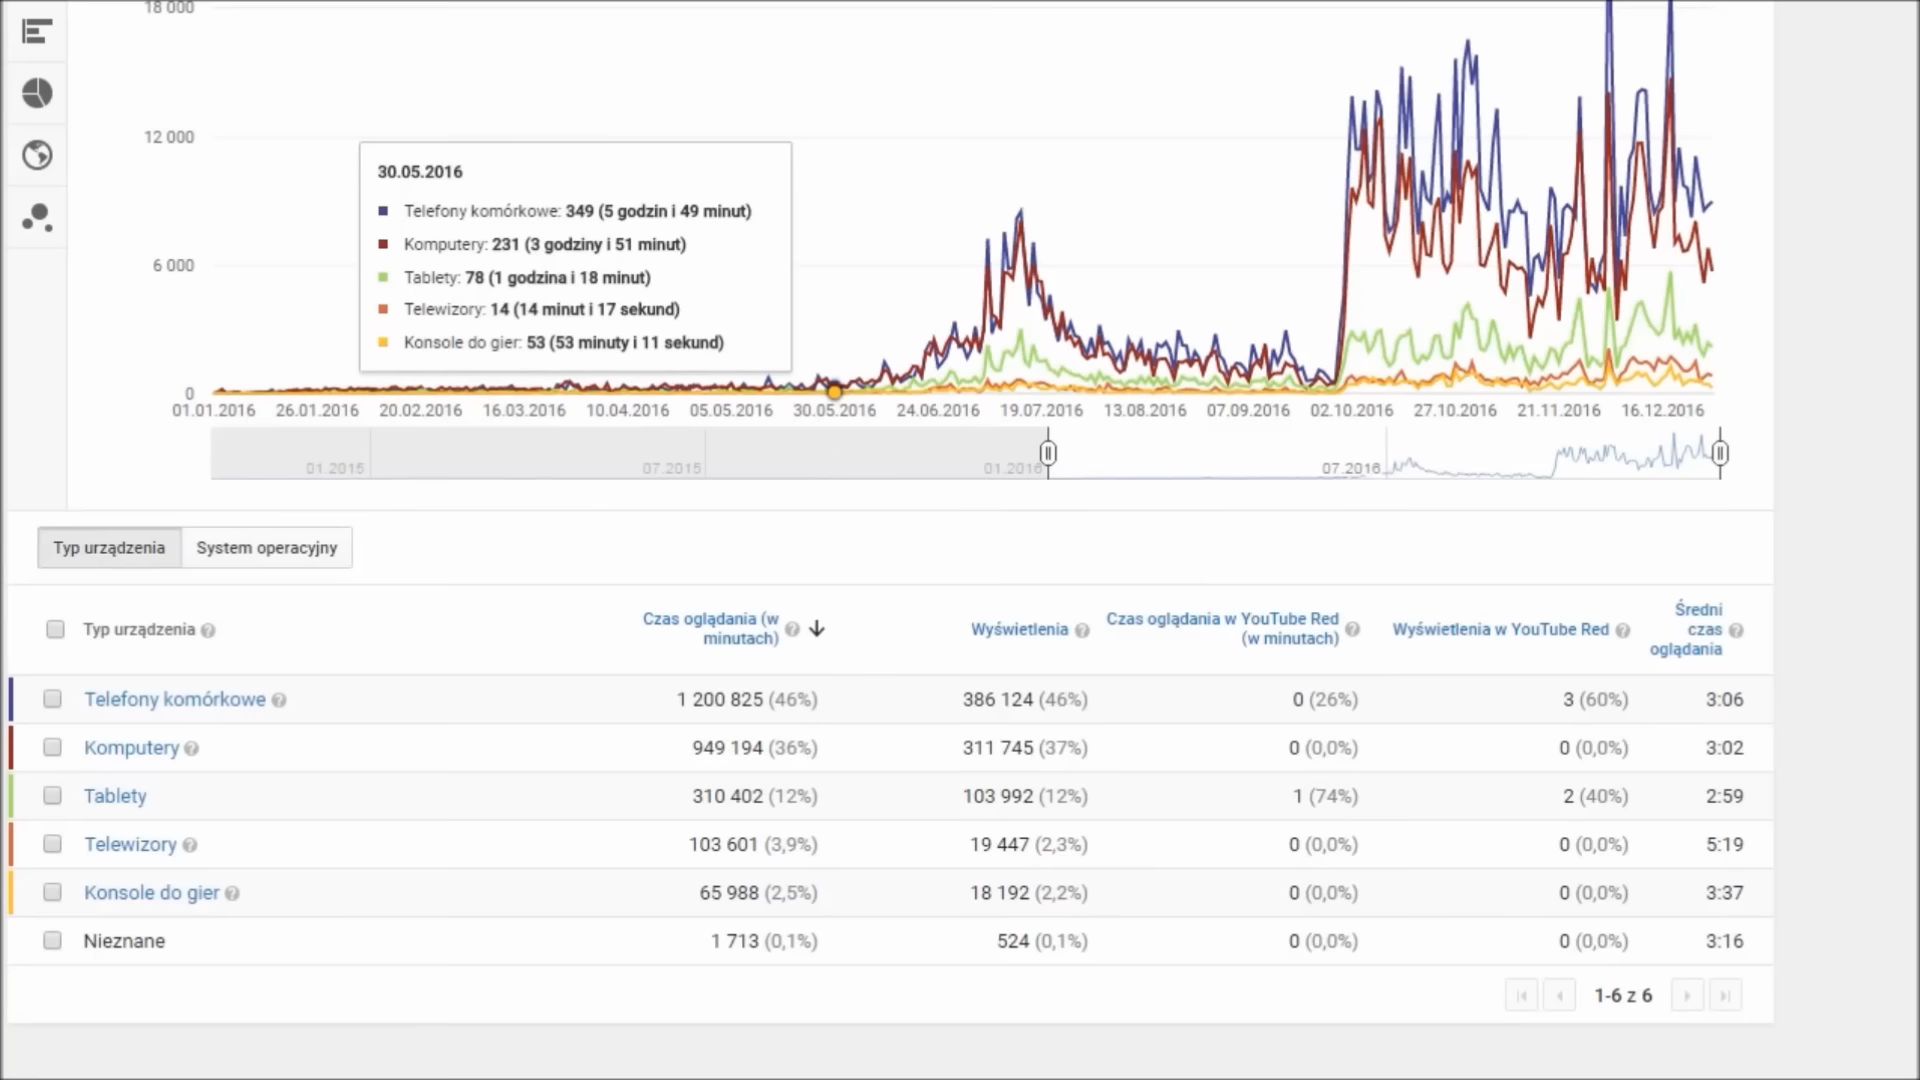 18 000
12 000
6 000
0
30.05.2016
Telefony komórkowe: 349 (5 godzin i 49 minut)
Komputery: 231 (3 godziny i 51 minut)
Tablety: 78 (1 godzina i 18 minut)
Telewizory: 14 (14 minut i 17 sekund)
Konsole do gier: 53 (53 minuty i 11 sekund)
01.01.2016 26.01.2016 20.02.2016 16.03.2016 10.04.2016 05.05.2016 30.05.2016 24.06.2016 19.07.2016 13.08.2016 07.09.2016 02.10.2016 27.10.2016 21.11.2016 16.12.2016
01.2015 07.2015 01.2016 07.2016
Typ urządzenia System operacyjny
Typ urządzenia
Czas oglądania (w
minutach)
Wyświetlenia
Czas oglądania w YouTube Red
(w minutach)
Wyświetlenia w YouTube Red
Średni
czas
oglądania
Telefony komórkowe 1 200 825 (46%) 386 124 (46%) 0 (26%) 3 (60%) 3:06
Komputery 949 194 (36%) 311 745 (37%) 0 (0,0%) 0 (0,0%) 3:02
Tablety 310 402 (12%) 103 992 (12%) 1 (74%) 2 (40%) 2:59
Telewizory 103 601 (3,9%) 19 447 (2,3%) 0 (0,0%) 0 (0,0%) 5:19
Konsole do gier 65 988 (2,5%) 18 192 (2,2%) 0 (0,0%) 0 (0,0%) 3:37
Nieznane 1 713 (0,1%) 524 (0,1%) 0 (0,0%) 0 (0,0%) 3:16
1-6 z 6